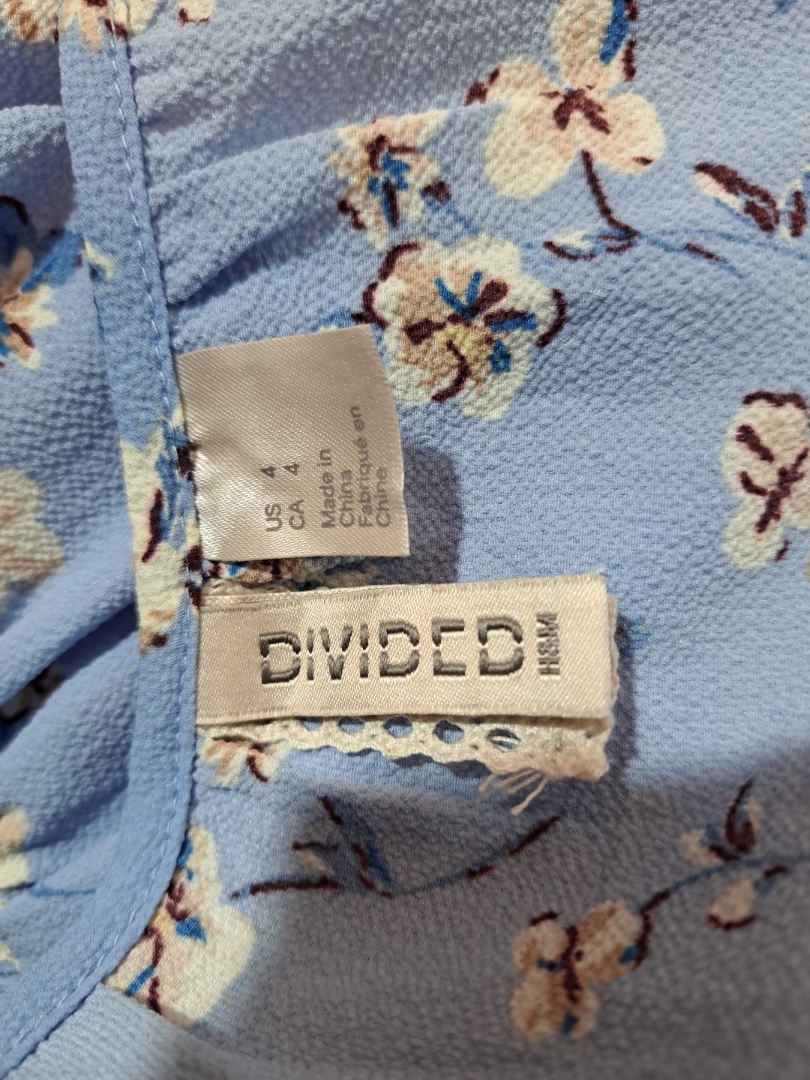 US 4
CA 4
Made in
China
Fabriqué en
Chine
DIVIDED
H&M